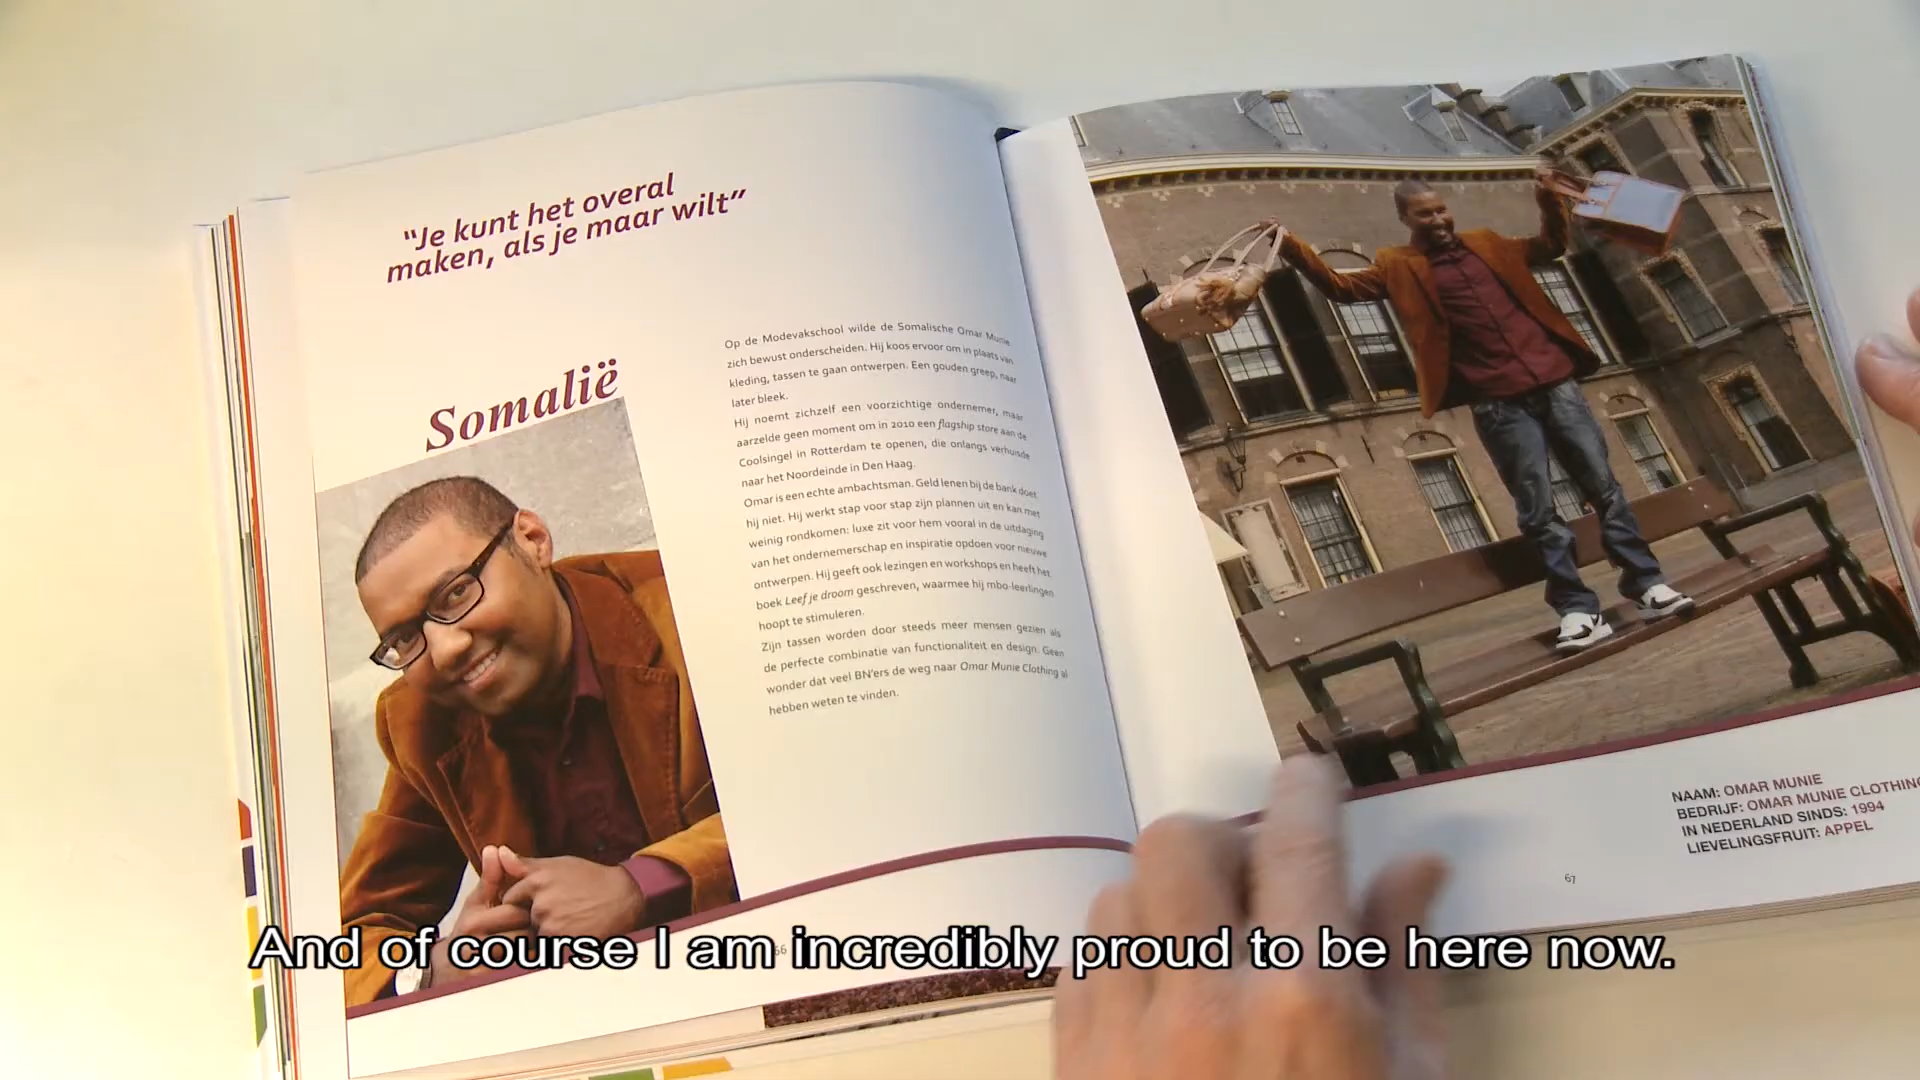 “Je kunt het overal
maken, als je maar wilt”
Somalië
Op de Modevakschool wilde de Somalische Omar Munie
zich bewust onderscheiden. Hij koos ervoor om in plaats van
kleding, tassen te gaan ontwerpen. Een gouden greep, naar
later bleek.
Hij noemt zichzelf een voorzichtige ondernemer, maar
aarzelde geen moment om in 2010 een flagship store aan de
Coolsingel in Rotterdam te openen, die onlangs verhuisde
naar het Noordeinde in Den Haag.
Omar is een echte ambachtsman. Geld lenen bij de bank doet
hij niet. Hij werkt stap voor stap zijn plannen uit en kan met
weinig rondkomen: luxe zit voor hem vooral in de uitdaging
van het ondernemerschap en inspiratie opdoen voor nieuwe
ontwerpen. Hij geeft ook lezingen en workshops en heeft het
boek Leef je droom geschreven, waarmee hij mbo-leerlingen
hoopt te stimuleren.
Zijn tassen worden door steeds meer mensen gezien als
de perfecte combinatie van functionaliteit en design. Geen
wonder dat veel BN'ers de weg naar Omar Munie Clothing al
hebben weten te vinden.
66
NAAM: OMAR MUNIE
BEDRIJF: OMAR MUNIE CLOTHING
IN NEDERLAND SINDS: 1994
LIEVELINGSFRUIT: APPEL
67
And of course I am incredibly proud to be here now.